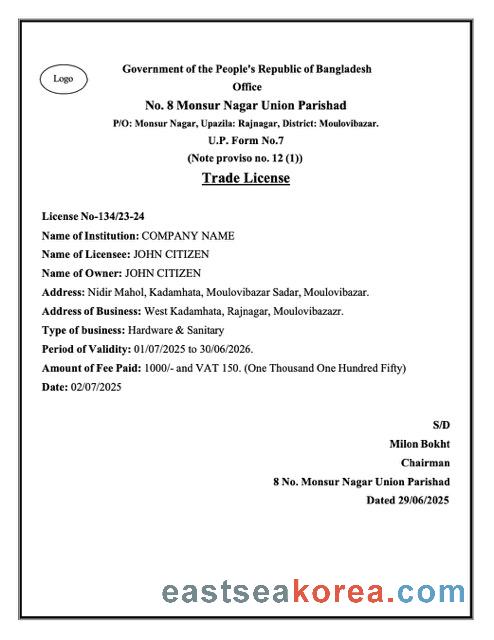 Logo
Government of the People's Republic of Bangladesh
Office
No. 8 Monsur Nagar Union Parishad
P/O: Monsur Nagar, Upazila: Rajnagar, District: Moulovibazar.
U.P. Form No.7
(Note proviso no. 12 (1))
Trade License
License No-134/23-24
Name of Institution: COMPANY NAME
Name of Licensee: JOHN CITIZEN
Name of Owner: JOHN CITIZEN
Address: Nidir Mahol, Kadamhata, Moulovibazar Sadar, Moulovibazar.
Address of Business: West Kadamhata, Rajnagar, Moulovibazazr.
Type of business: Hardware & Sanitary
Period of Validity: 01/07/2025 to 30/06/2026.
Amount of Fee Paid: 1000/- and VAT 150. (One Thousand One Hundred Fifty)
Date: 02/07/2025
S/D
Milon Bokht
Chairman
8 No. Monsur Nagar Union Parishad
Dated 29/06/2025
eastseakorea.com